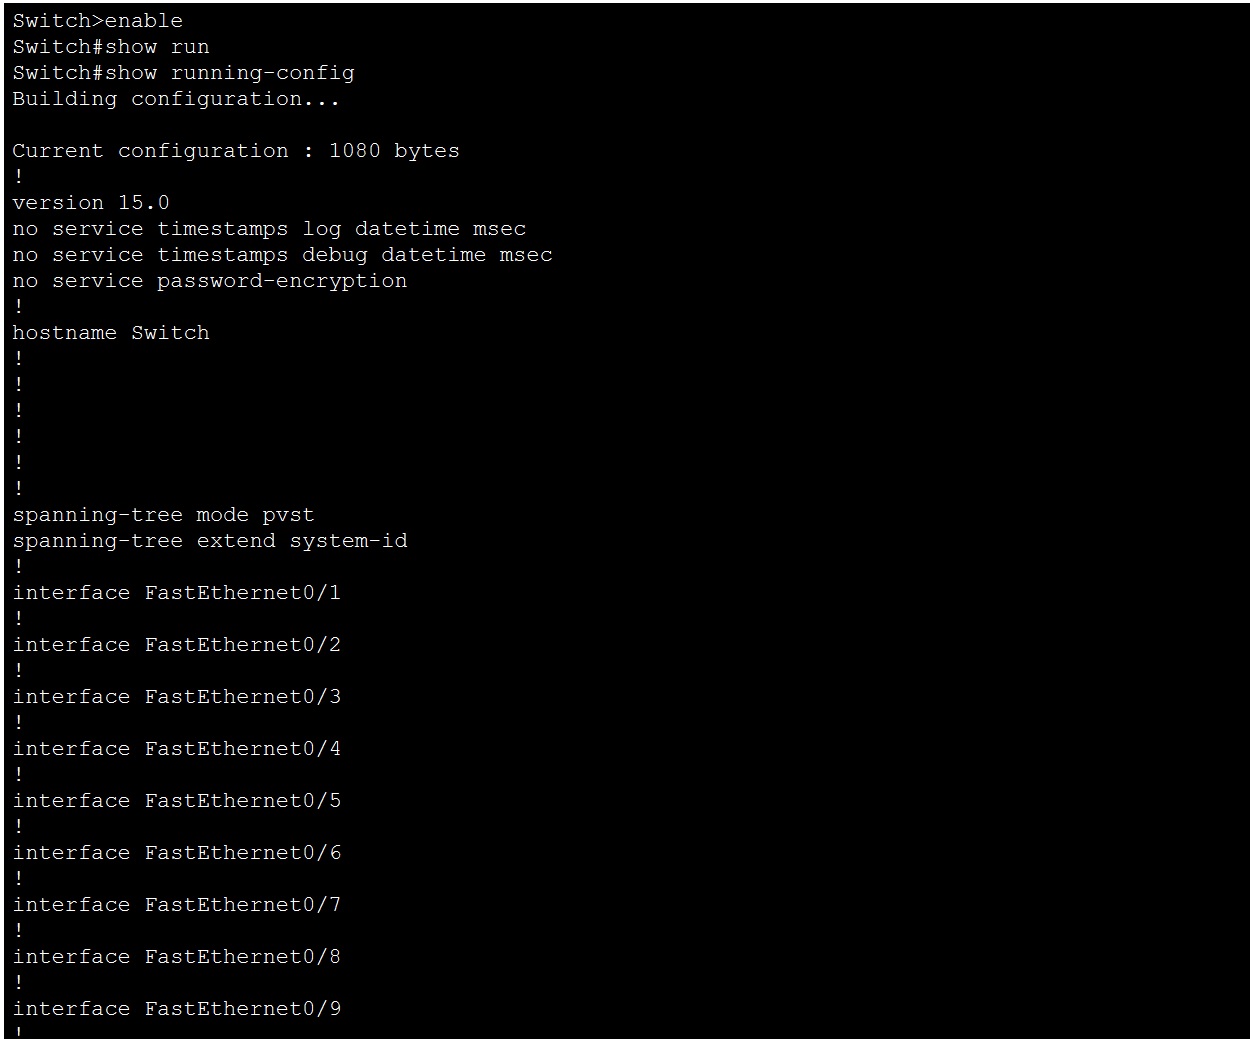 Switch>enable
Switch#show run
Switch#show running-config
Building configuration...
Current configuration : 1080 bytes
!
version 15.0
no service timestamps log datetime msec
no service timestamps debug datetime msec
no service password-encryption
!
hostname Switch
!
!
!
!
!
!
spanning-tree mode pvst
spanning-tree extend system-id
!
interface FastEthernet0/1
!
interface FastEthernet0/2
!
interface FastEthernet0/3
!
interface FastEthernet0/4
!
interface FastEthernet0/5
!
interface FastEthernet0/6
!
interface FastEthernet0/7
!
interface FastEthernet0/8
!
interface FastEthernet0/9
!